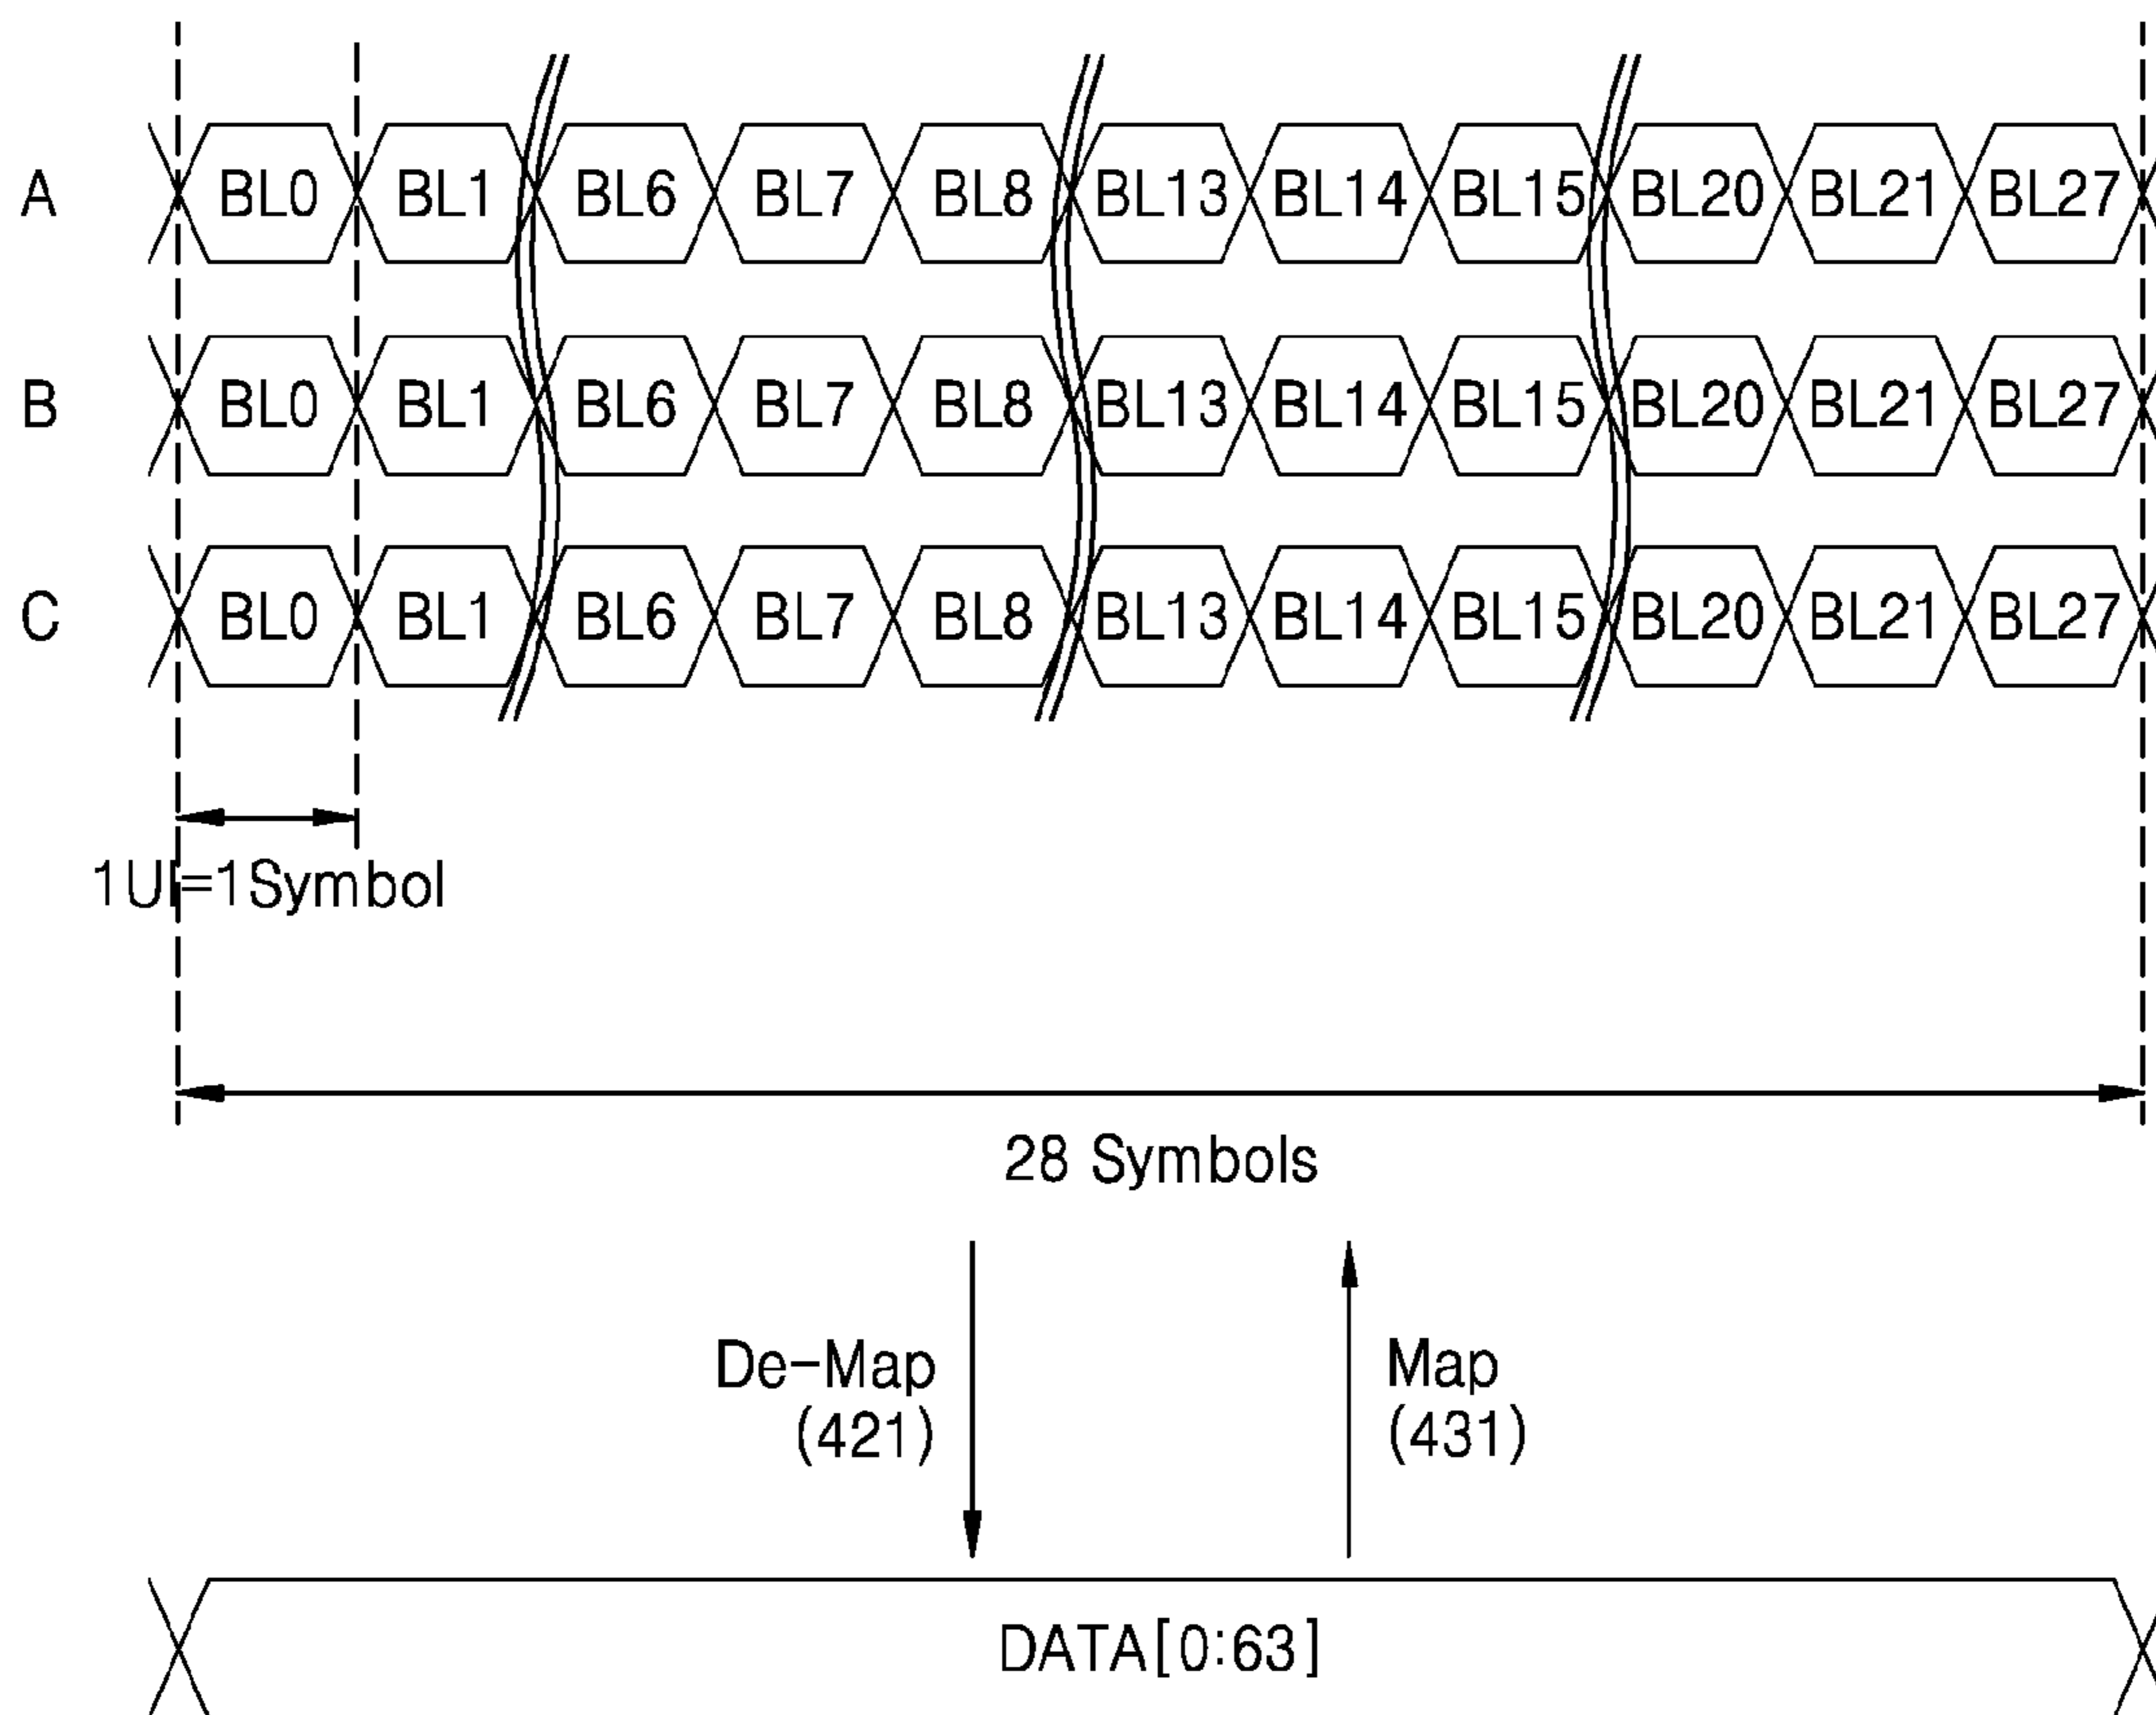 A BL0 BL1 BL6 BL7 BL8 BL13 BL14 BL15 BL20 BL21 BL27
B BL0 BL1 BL6 BL7 BL8 BL13 BL14 BL15 BL20 BL21 BL27
C BL0 BL1 BL6 BL7 BL8 BL13 BL14 BL15 BL20 BL21 BL27
1UI=1Symbol
28 Symbols
De-Map
(421)
Map
(431)
DATA[0:63]